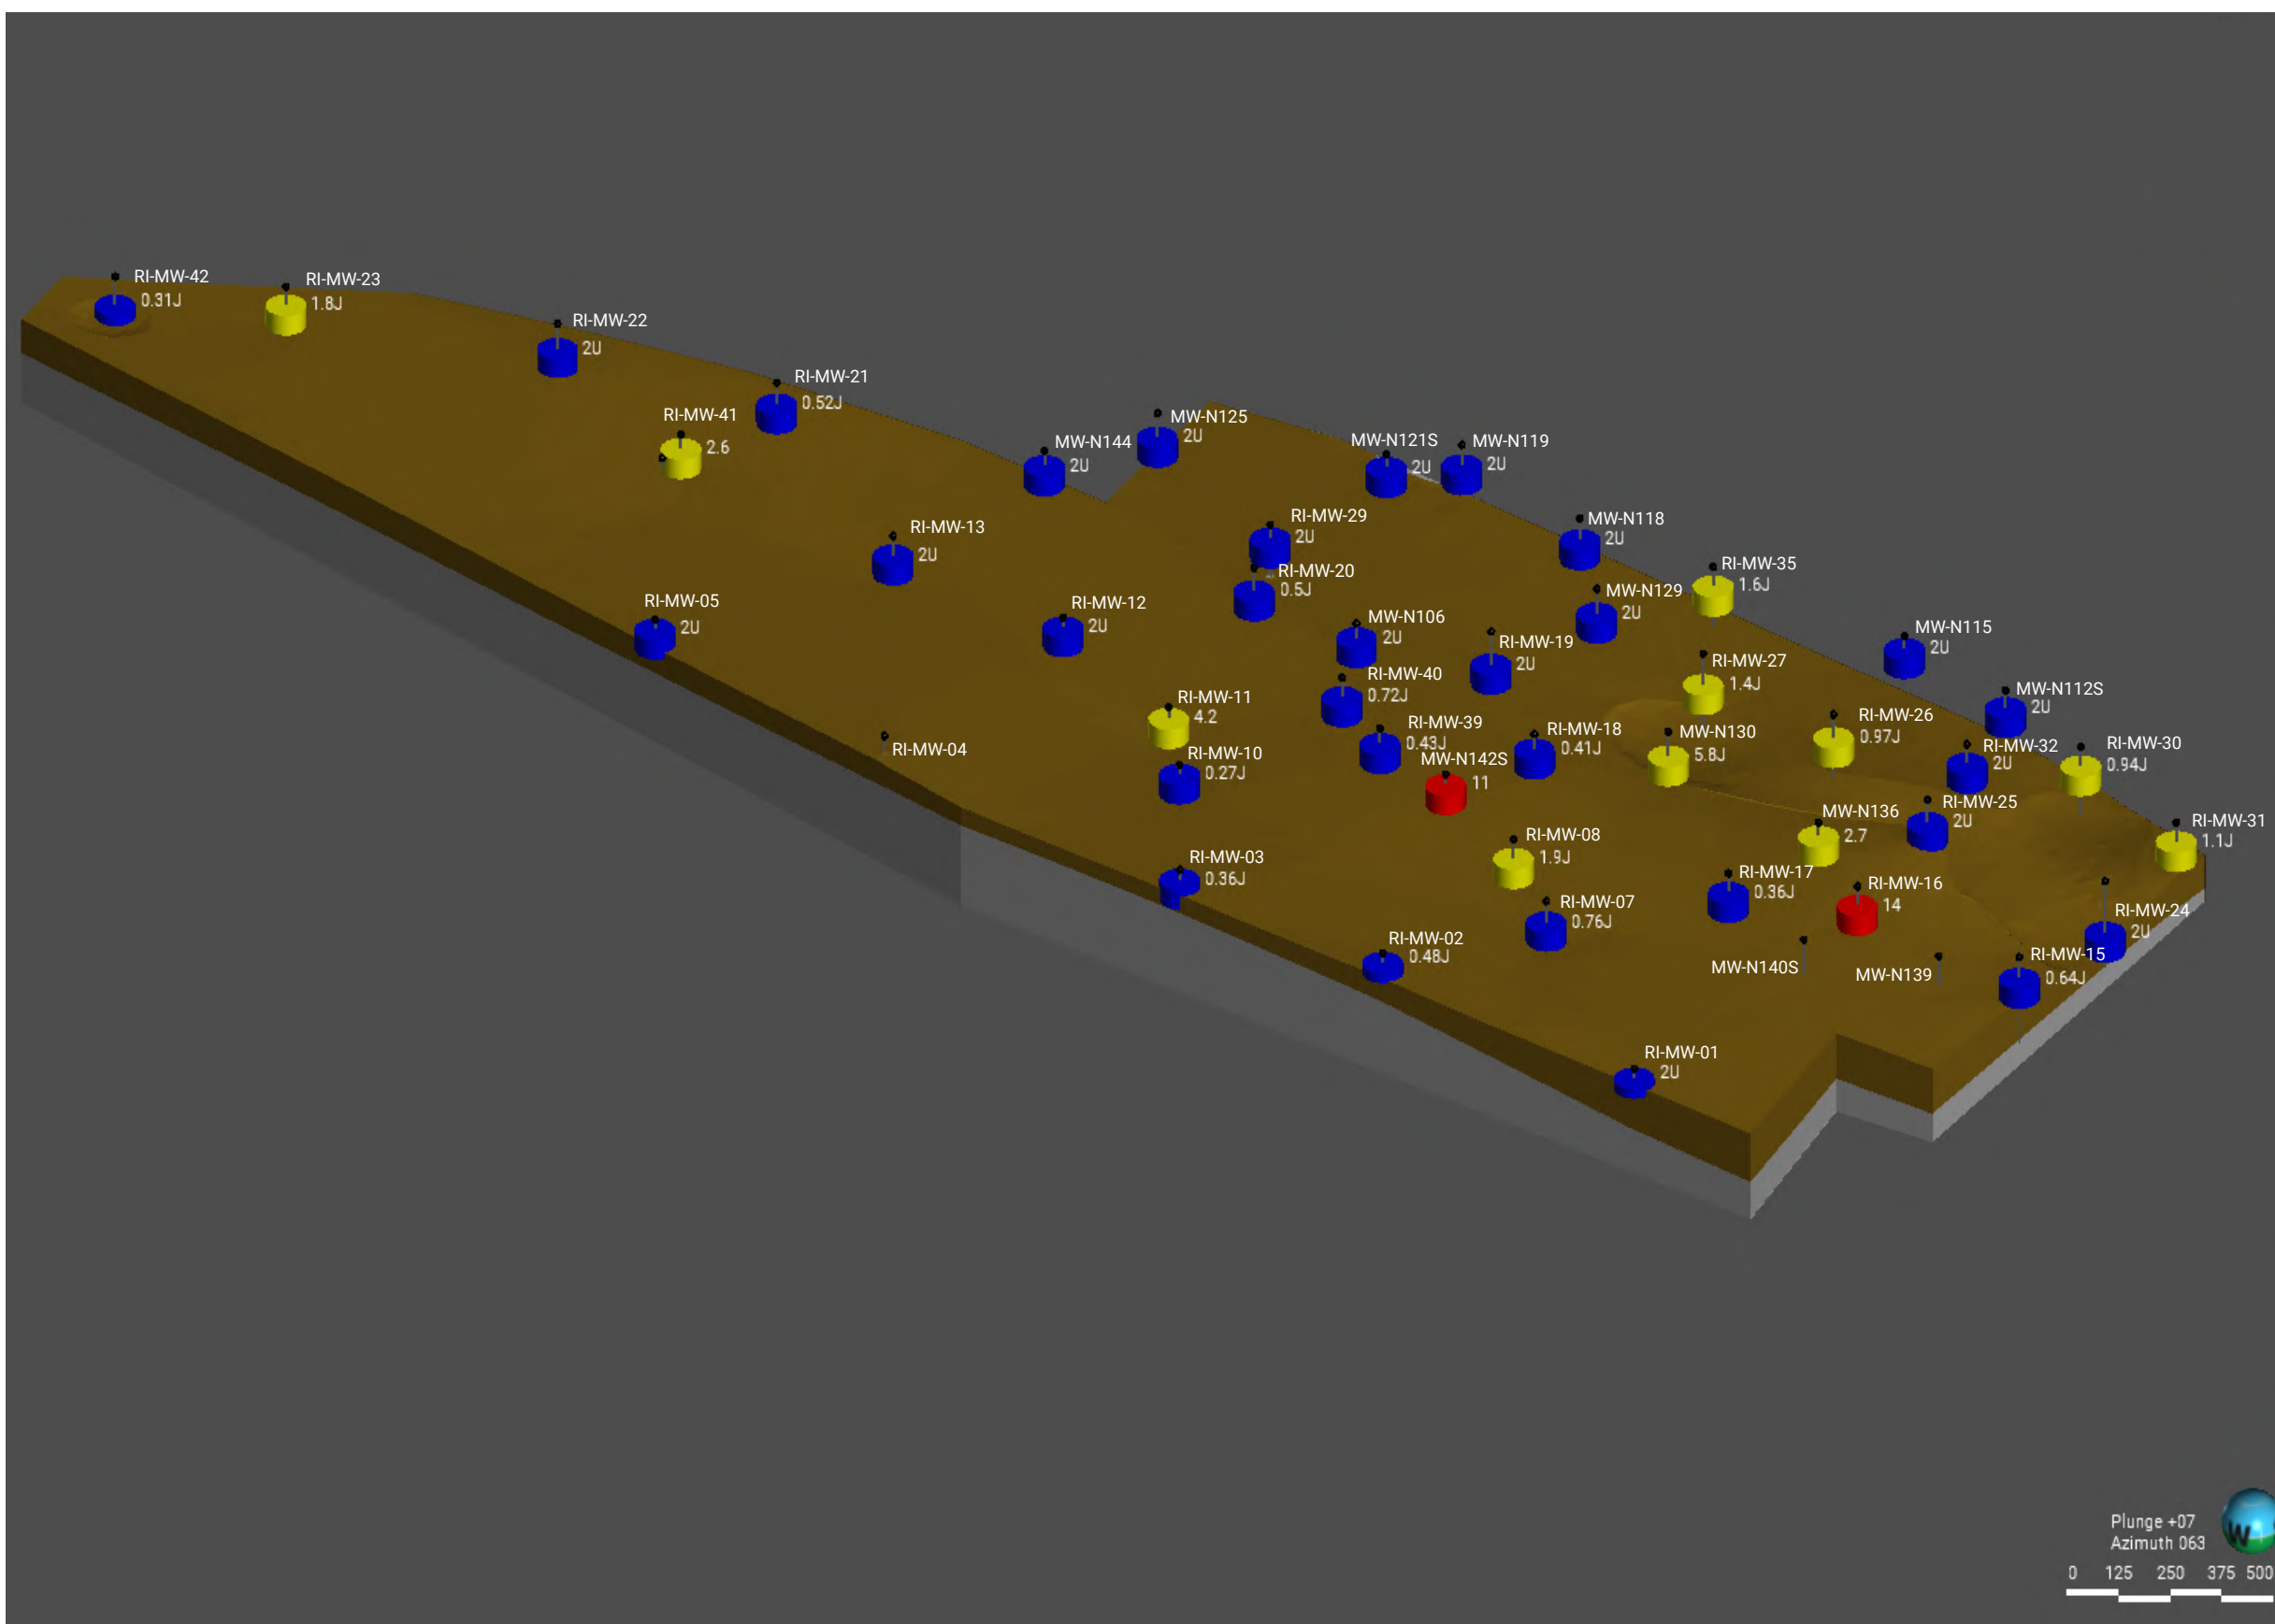 RI-MW-42
0.31J
RI-MW-23
1.8J
RI-MW-22
2U
RI-MW-21
0.52J
RI-MW-41
2.6
MW-N144
2U
MW-N125
2U
MW-N121S
2U
MW-N119
2U
RI-MW-13
2U
RI-MW-29
2U
MW-N118
2U
RI-MW-20
0.5J
RI-MW-35
1.6J
RI-MW-05
2U
RI-MW-12
2U
MW-N106
2U
MW-N129
2U
RI-MW-19
2U
MW-N115
2U
RI-MW-40
0.72J
RI-MW-27
1.4J
RI-MW-11
4.2
MW-N112S
2U
RI-MW-39
0.43J
RI-MW-18
0.41J
MW-N130
5.8J
RI-MW-26
0.97J
RI-MW-04
RI-MW-10
0.27J
MW-N142S
11
RI-MW-32
2U
RI-MW-30
0.94J
RI-MW-25
2U
MW-N136
2.7
RI-MW-31
1.1J
RI-MW-08
1.9J
RI-MW-03
0.36J
RI-MW-17
0.36J
RI-MW-16
14
RI-MW-07
0.76J
RI-MW-24
2U
RI-MW-02
0.48J
MW-N140S
MW-N139
RI-MW-15
0.64J
RI-MW-01
2U
Plunge +07
Azimuth 063
W
0 125 250 375 500